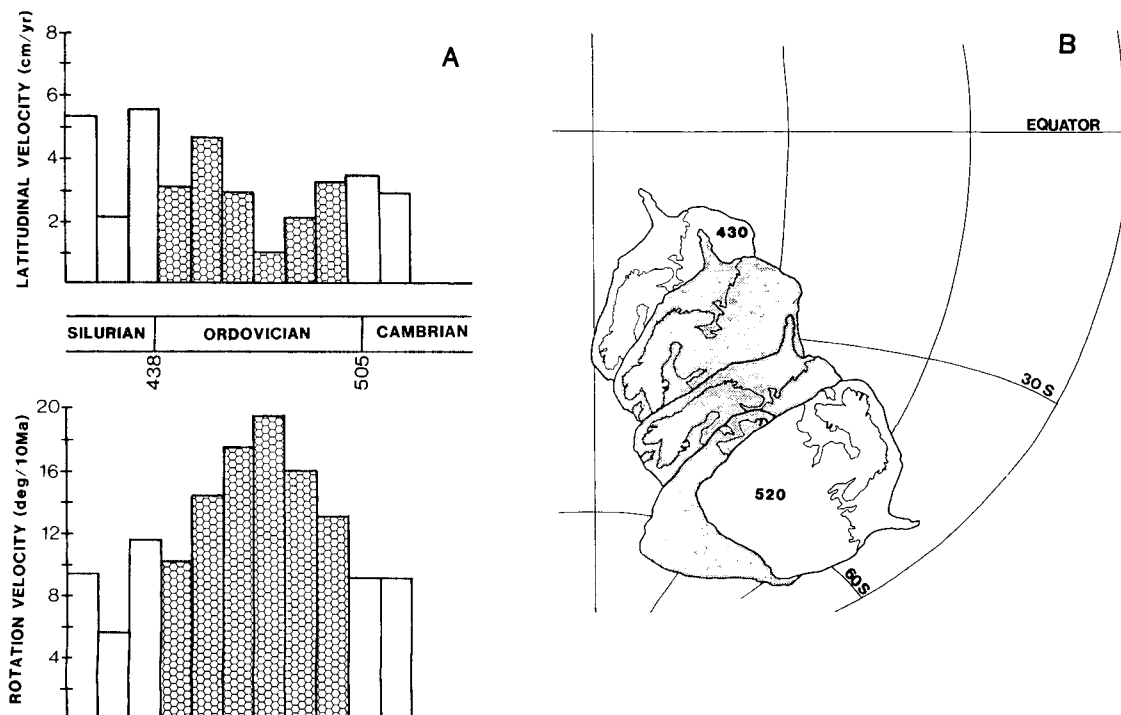 A
LATITUDINAL VELOCITY (cm/yr)
8
6
4
2
SILURIAN ORDOVICIAN CAMBRIAN
438 505
ROTATION VELOCITY (deg/10Ma)
20
16
12
8
4
B
EQUATOR
430
30 S
520
60 S